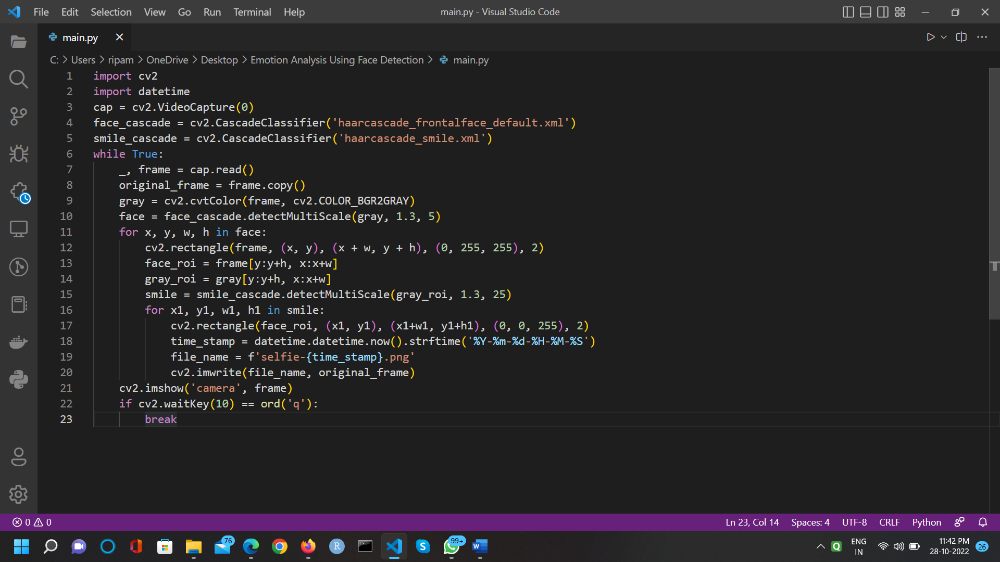 File Edit Selection View Go Run Terminal Help
main.py - Visual Studio Code
main.py
C: > Users > ripam > OneDrive > Desktop > Emotion Analysis Using Face Detection > main.py
1 import cv2
2 import datetime
3 cap = cv2.VideoCapture(0)
4 face_cascade = cv2.CascadeClassifier('haarcascade_frontalface_default.xml')
5 smile_cascade = cv2.CascadeClassifier('haarcascade_smile.xml')
6 while True:
7     _, frame = cap.read()
8     original_frame = frame.copy()
9     gray = cv2.cvtColor(frame, cv2.COLOR_BGR2GRAY)
10     face = face_cascade.detectMultiScale(gray, 1.3, 5)
11     for x, y, w, h in face:
12         cv2.rectangle(frame, (x, y), (x + w, y + h), (0, 255, 255), 2)
13         face_roi = frame[y:y+h, x:x+w]
14         gray_roi = gray[y:y+h, x:x+w]
15         smile = smile_cascade.detectMultiScale(gray_roi, 1.3, 25)
16         for x1, y1, w1, h1 in smile:
17             cv2.rectangle(face_roi, (x1, y1), (x1+w1, y1+h1), (0, 0, 255), 2)
18             time_stamp = datetime.datetime.now().strftime('%Y-%m-%d-%H-%M-%S')
19             file_name = f'selfie-{time_stamp}.png'
20             cv2.imwrite(file_name, original_frame)
21     cv2.imshow('camera', frame)
22     if cv2.waitKey(10) == ord('q'):
23         break
0 0
Ln 23, Col 14 Spaces: 4 UTF-8 CRLF Python
76
R
S
99+
W
Q
ENG
IN
11:42 PM
28-10-2022
26